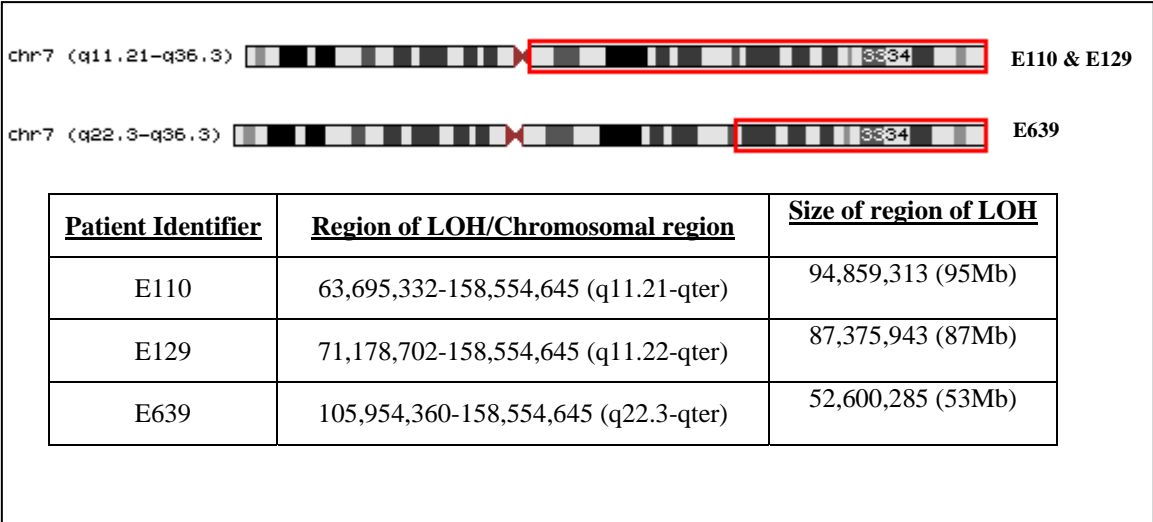 chr7 (q11.21-q36.3) 3334 E110 & E129
chr7 (q22.3-q36.3) 3334 E639
Patient Identifier Region of LOH/Chromosomal region Size of region of LOH
E110 63,695,332-158,554,645 (q11.21-qter) 94,859,313 (95Mb)
E129 71,178,702-158,554,645 (q11.22-qter) 87,375,943 (87Mb)
E639 105,954,360-158,554,645 (q22.3-qter) 52,600,285 (53Mb)